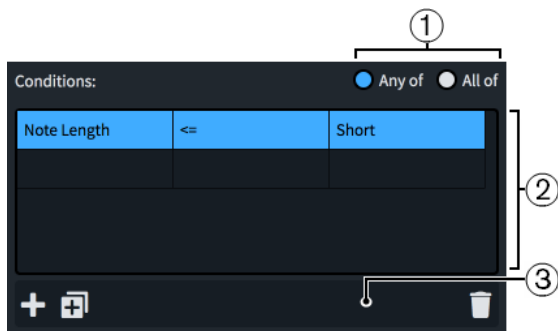 1
Conditions: Any of All of
Note Length <= Short
2
3